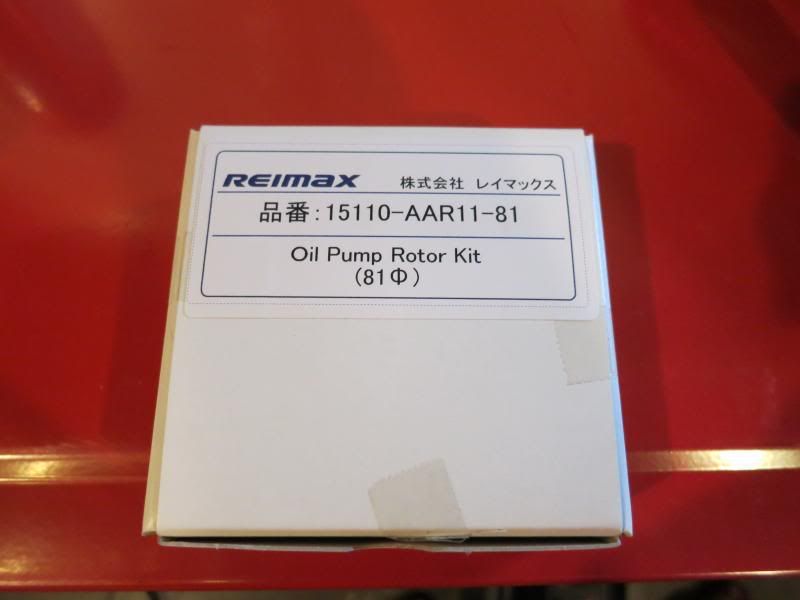 REIMAX 株式会社 レイマックス
品番:15110-AAR11-81
Oil Pump Rotor Kit
(81Φ)